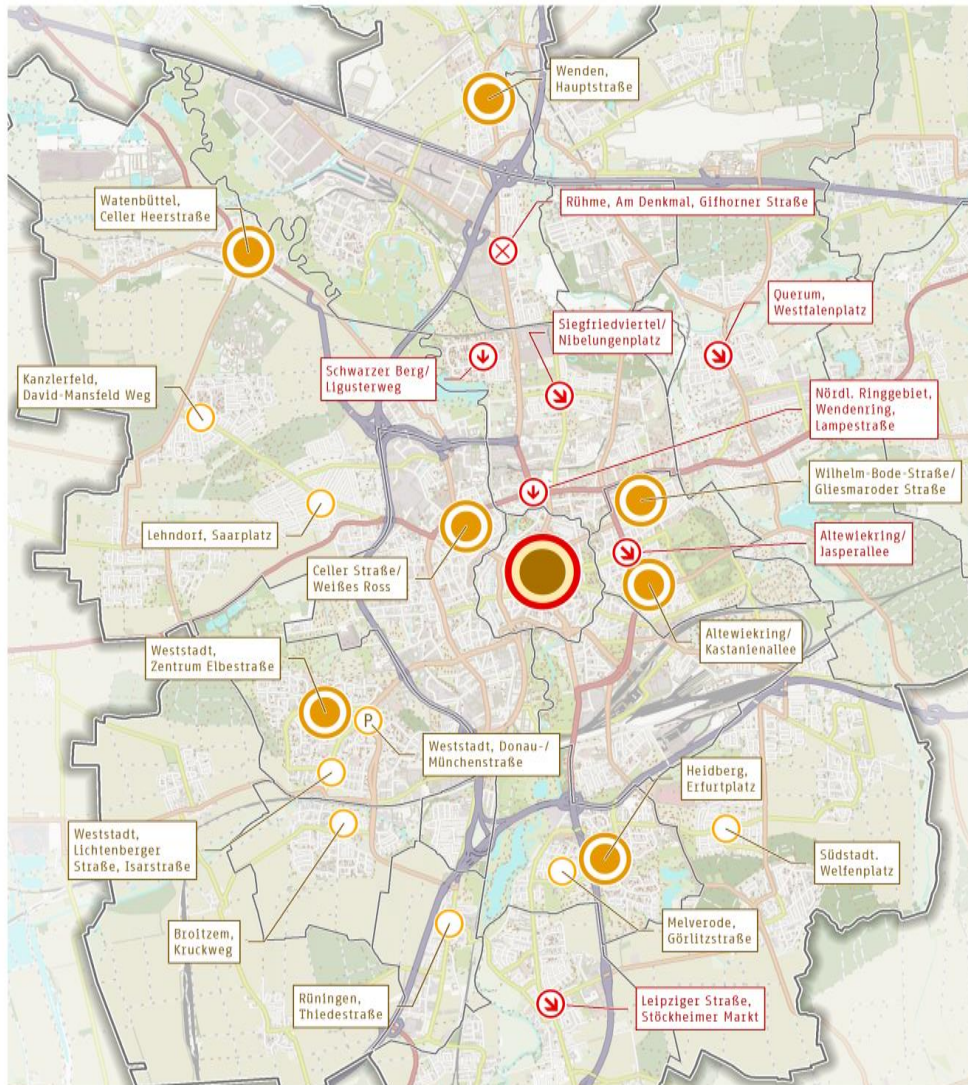 Wenden,
Hauptstraße
Watenbüttel,
Celler Heerstraße
Rühme, Am Denkmal, Gifhorner Straße
Querum,
Westfalenplatz
Siegfriedviertel/
Nibelungenplatz
Schwarzer Berg/
Ligusterweg
Kanzlerfeld,
David-Mansfeld Weg
Nördl. Ringgebiet,
Wendenring,
Lampestraße
Wilhelm-Bode-Straße/
Gliesmaroder Straße
Lehndorf, Saarplatz
Altewiekring/
Jasperallee
Celler Straße/
Weißes Ross
Altewiekring/
Kastanienallee
Weststadt,
Zentrum Elbestraße
P
Weststadt, Donau-/
Münchenstraße
Heidberg,
Erfurtplatz
Weststadt,
Lichtenberger
Straße, Isarstraße
Südstadt.
Welfenplatz
Broitzem,
Kruckweg
Melverode,
Görlitzstraße
Rüningen,
Thiedestraße
Leipziger Straße,
Stöckheimer Markt